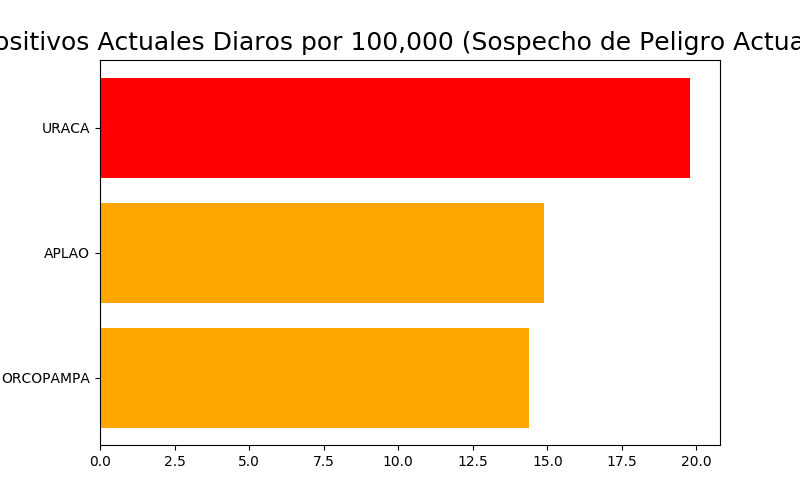 ositivos Actuales Diaros por 100,000 (Sospecho de Peligro Actua
URACA
APLAO
ORCOPAMPA
0.0 2.5 5.0 7.5 10.0 12.5 15.0 17.5 20.0